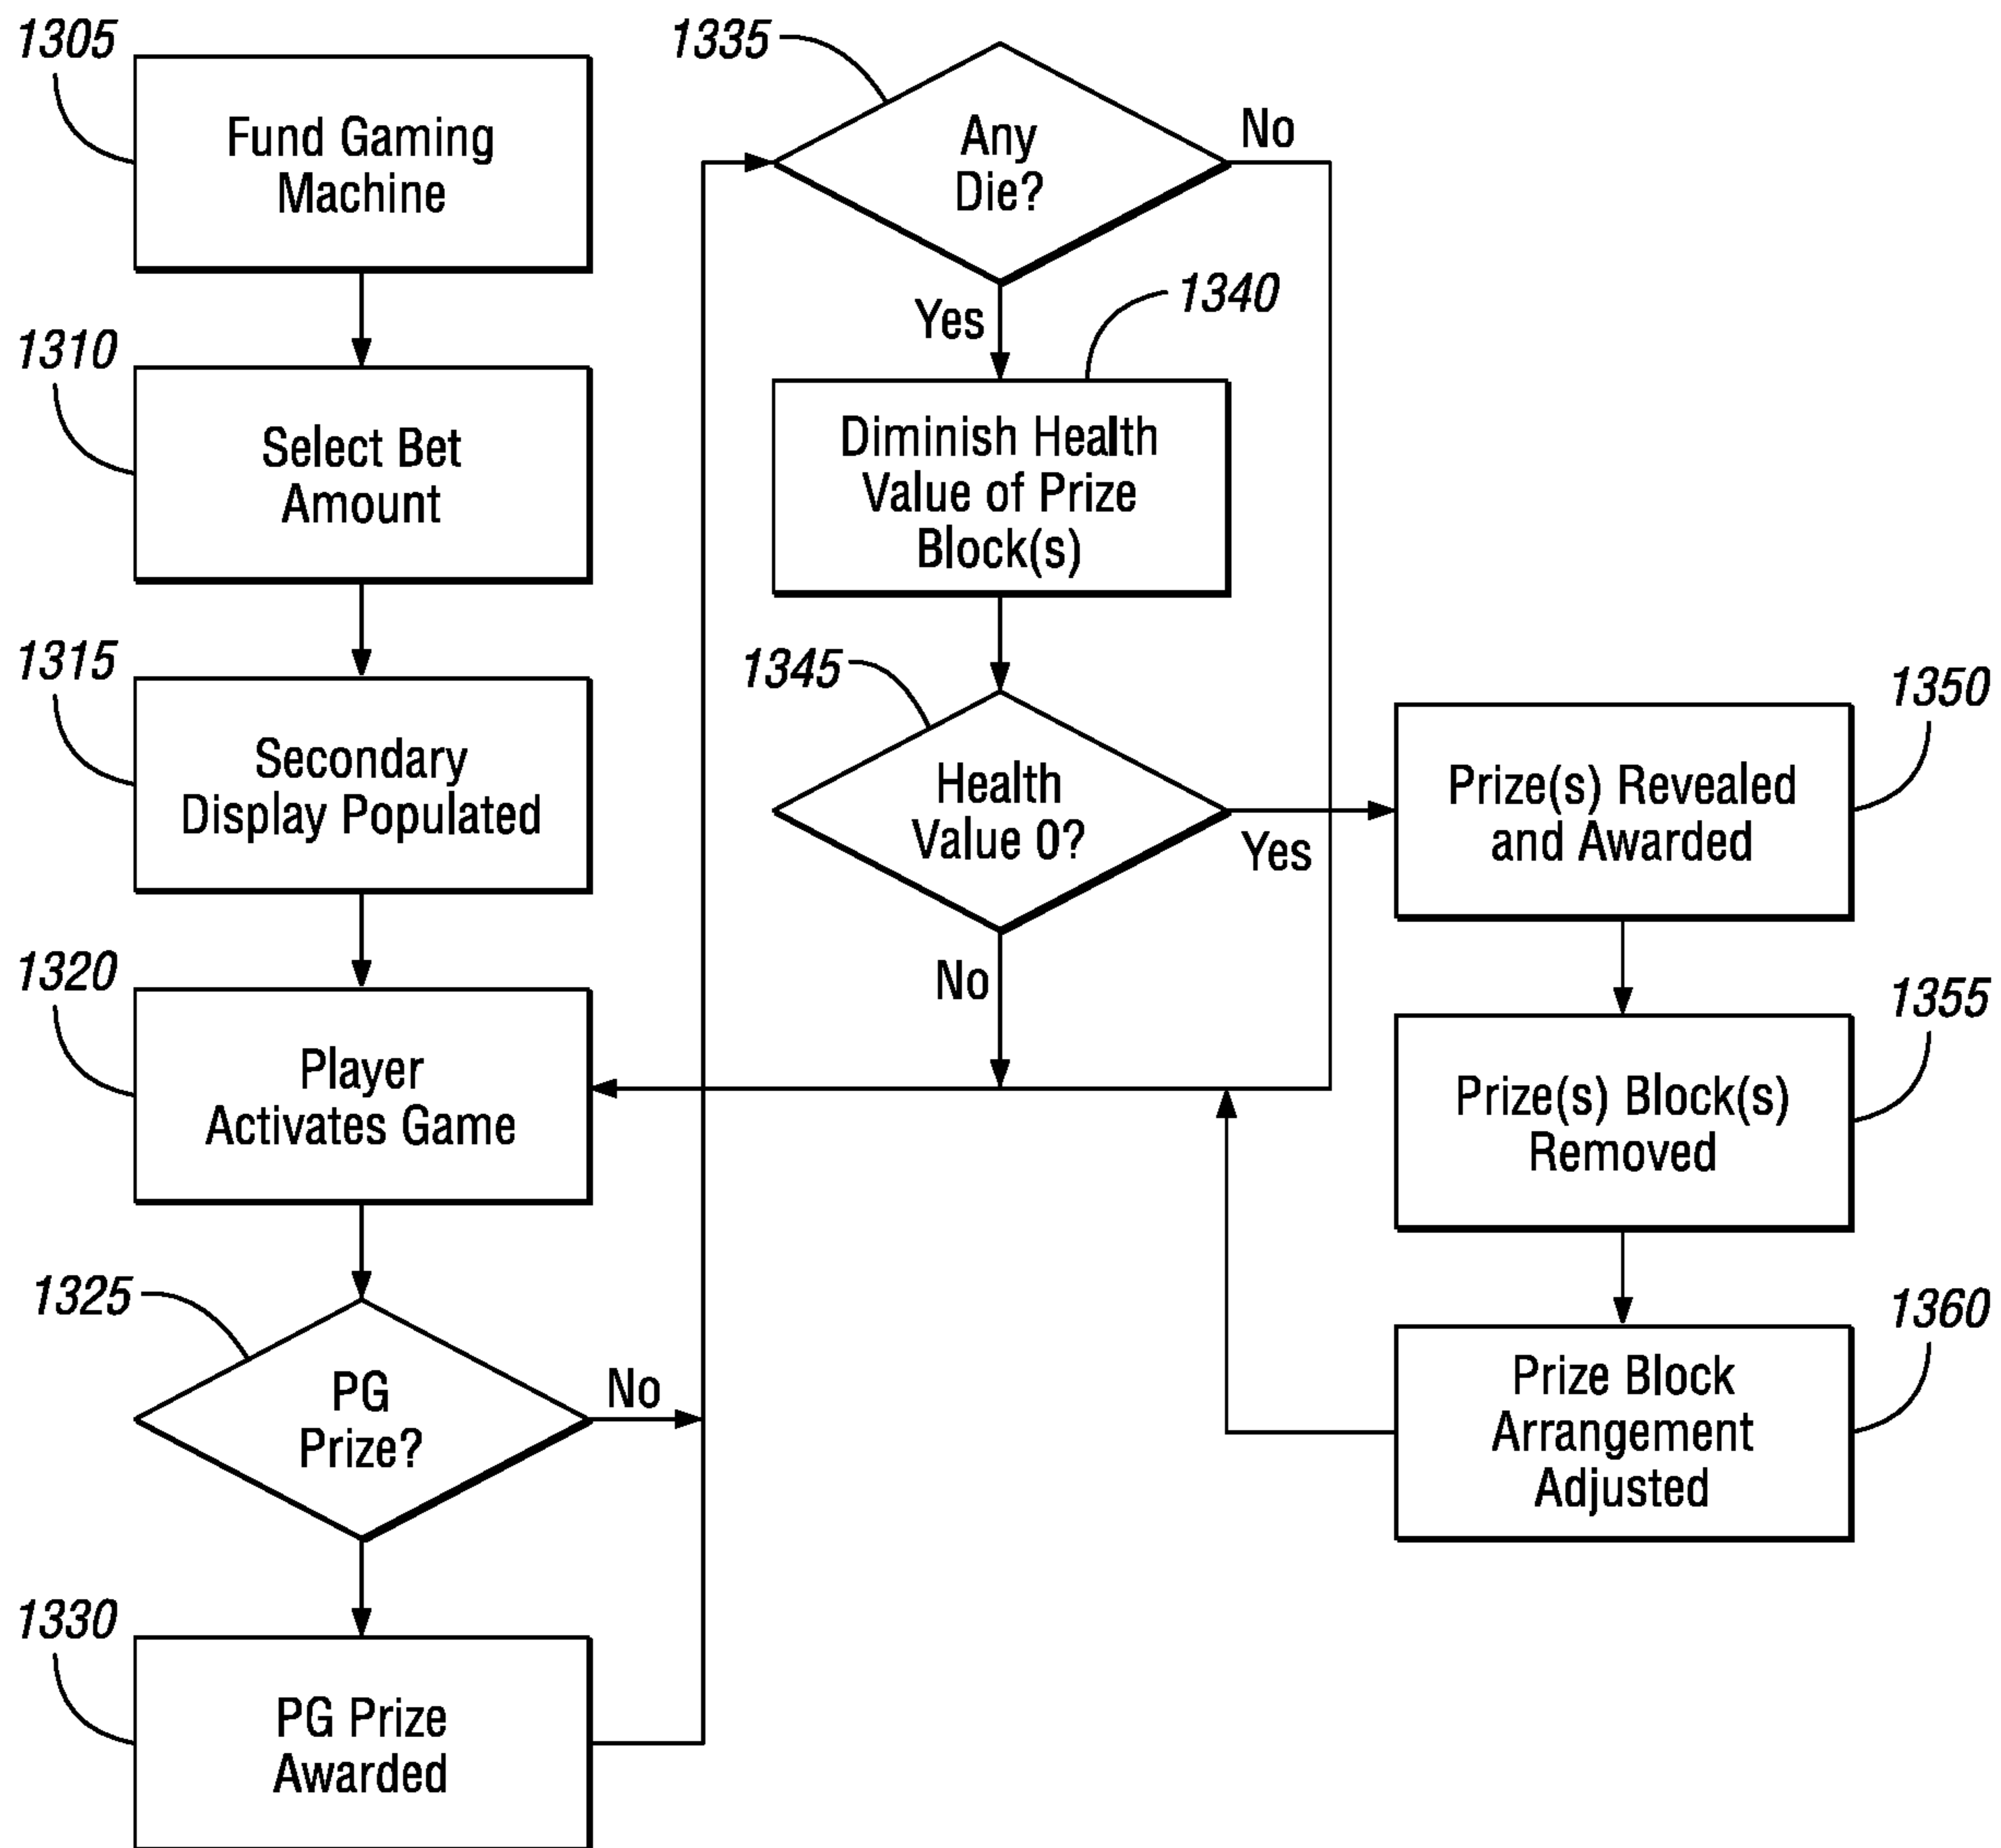 1305
Fund Gaming
Machine
1310
Select Bet
Amount
1315
Secondary
Display Populated
1320
Player
Activates Game
1325
PG
Prize?
No
1330
PG Prize
Awarded
1335
Any
Die?
No
Yes
1340
Diminish Health
Value of Prize
Block(s)
1345
Health
Value 0?
Yes
No
1350
Prize(s) Revealed
and Awarded
1355
Prize(s) Block(s)
Removed
1360
Prize Block
Arrangement
Adjusted